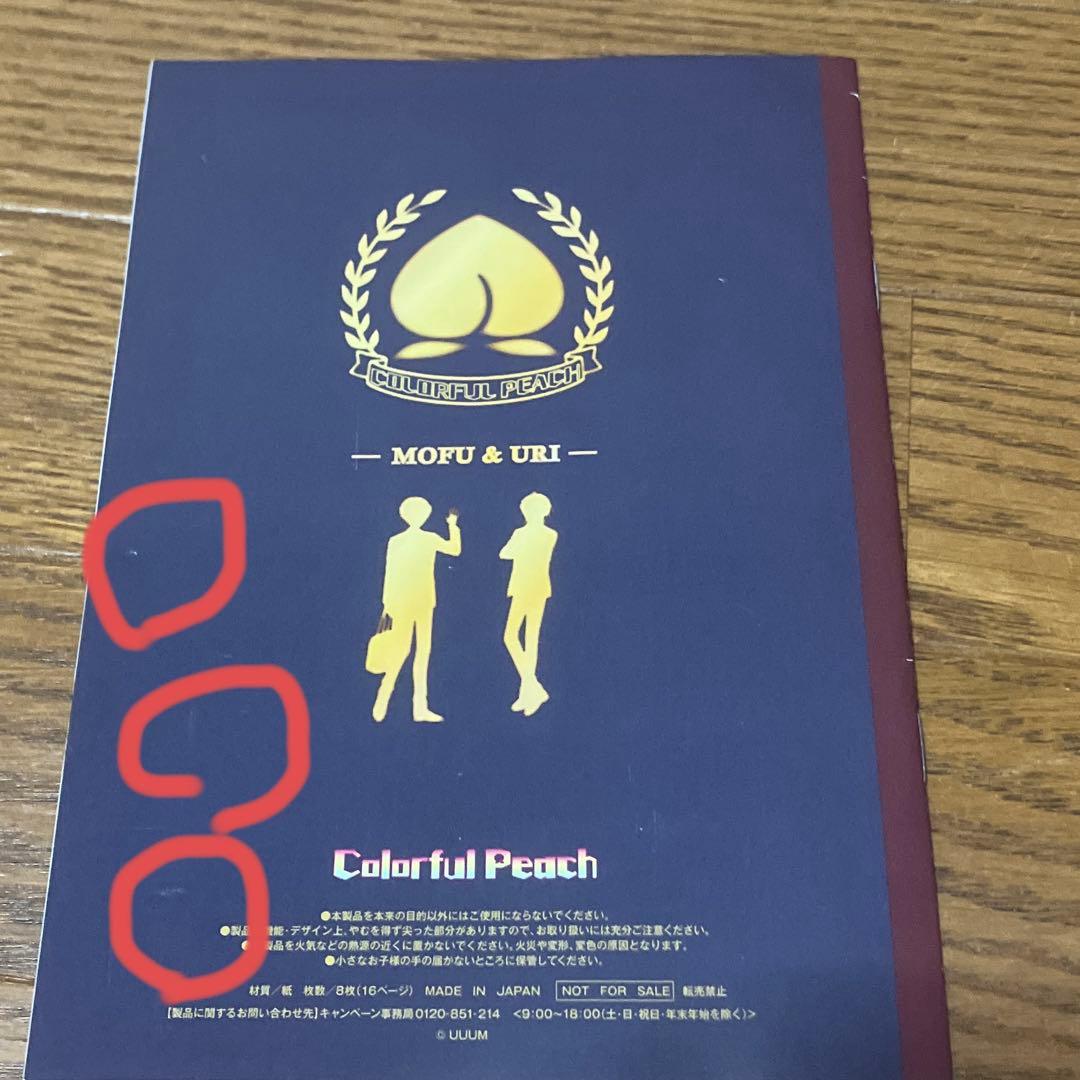 COLORFUL PEACH
MOFU & URI
Colorful Peach
●本製品を本来の目的以外にはご使用にならないでください。
●製品 機能・デザイン上、やむを得ず尖った部分がありますので、お取り扱いには充分ご注意ください。
● 製品を火気などの熱源の近くに置かないでください。火災や変形、変色の原因となります。
●小さなお子様の手の届かないところに保管してください。
材質/紙 枚数/8枚(16ページ) MADE IN JAPAN NOT FOR SALE 転売禁止
【製品に関するお問い合わせ先】キャンペーン事務局0120-851-214 <9:00~18:00(土・日・祝日・年末年始を除く)>
© UUUM